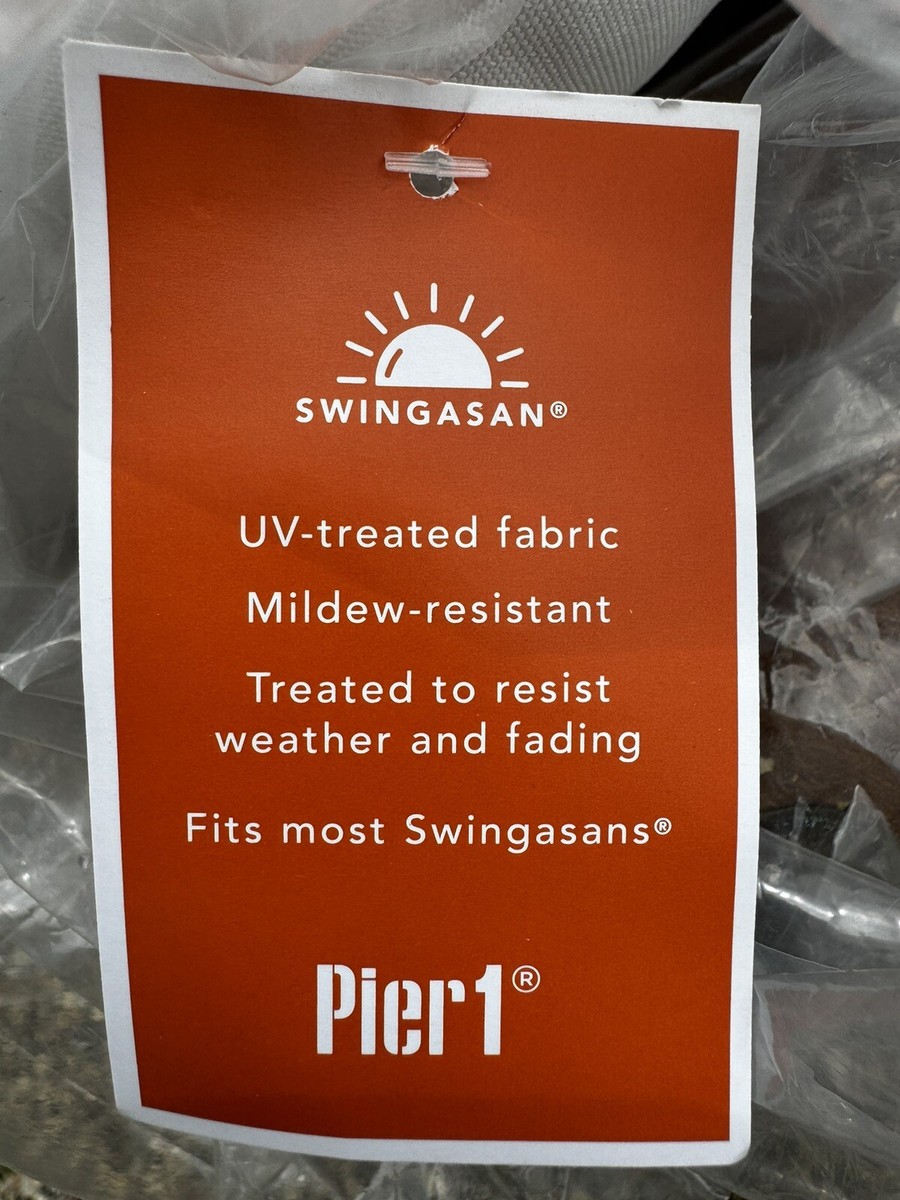 SWINGASAN®
UV-treated fabric
Mildew-resistant
Treated to resist
weather and fading
Fits most Swingasans®
Pier1®